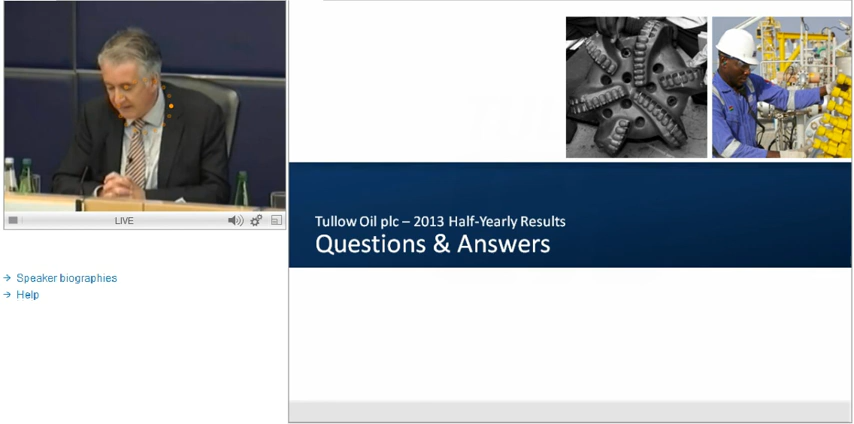 LIVE
Speaker biographies
Help
Tullow Oil plc – 2013 Half-Yearly Results
Questions & Answers